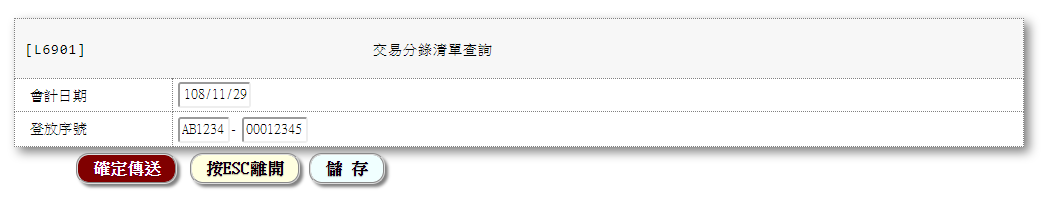 [L6901] 交易分錄清單查詢
會計日期 108/11/29
登放序號 AB1234 - 00012345
確定傳送 按ESC離開 儲 存